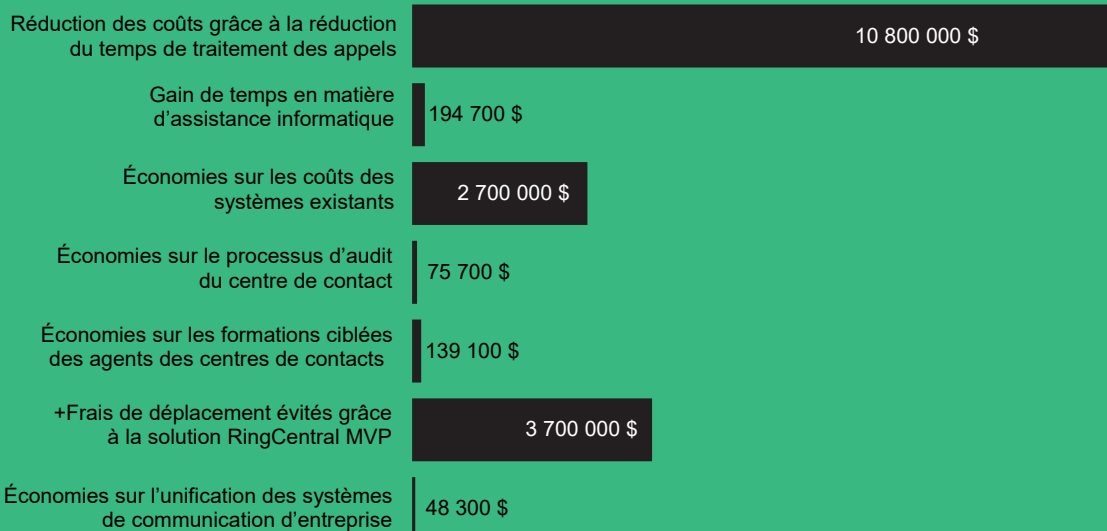 Réduction des coûts grâce à la réduction
du temps de traitement des appels
10 800 000 $
Gain de temps en matière
d’assistance informatique
194 700 $
Économies sur les coûts des
systèmes existants
2 700 000 $
Économies sur le processus d’audit
du centre de contact
75 700 $
Économies sur les formations ciblées
des agents des centres de contacts
139 100 $
+Frais de déplacement évités grâce
à la solution RingCentral MVP
3 700 000 $
Économies sur l’unification des systèmes
de communication d’entreprise
48 300 $